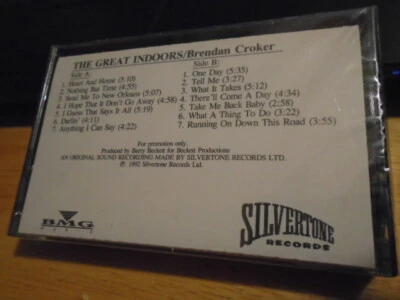 THE GREAT INDOORS/Brendan Croker
Side A:
1. Heart And Home (5:10)
2. Nothing But Time (4:55)
3. Send Me To New Orleans (5:07)
4. I Hope That It Don't Go Away (4:58)
5. I Guess That Says It All (5:19)
6. Darlin' (4:11)
7. Anything I Can Say (4:22)
Side B:
1. One Day (5:35)
2. Tell Me (3:27)
3. What It Takes (5:12)
4. There'll Come A Day (4:34)
5. Take Me Back Baby (2:58)
6. What A Thing To Do (3:22)
7. Running On Down This Road (3:55)
For promotion only.
Produced by Barry Beckett for Beckett Productions
AN ORIGINAL SOUND RECORDING MADE BY SILVERTONE RECORDS LTD.
℗ 1992 Silvertone Records Ltd.
BMG
MUSIC
SILVERTONE
RECORDS